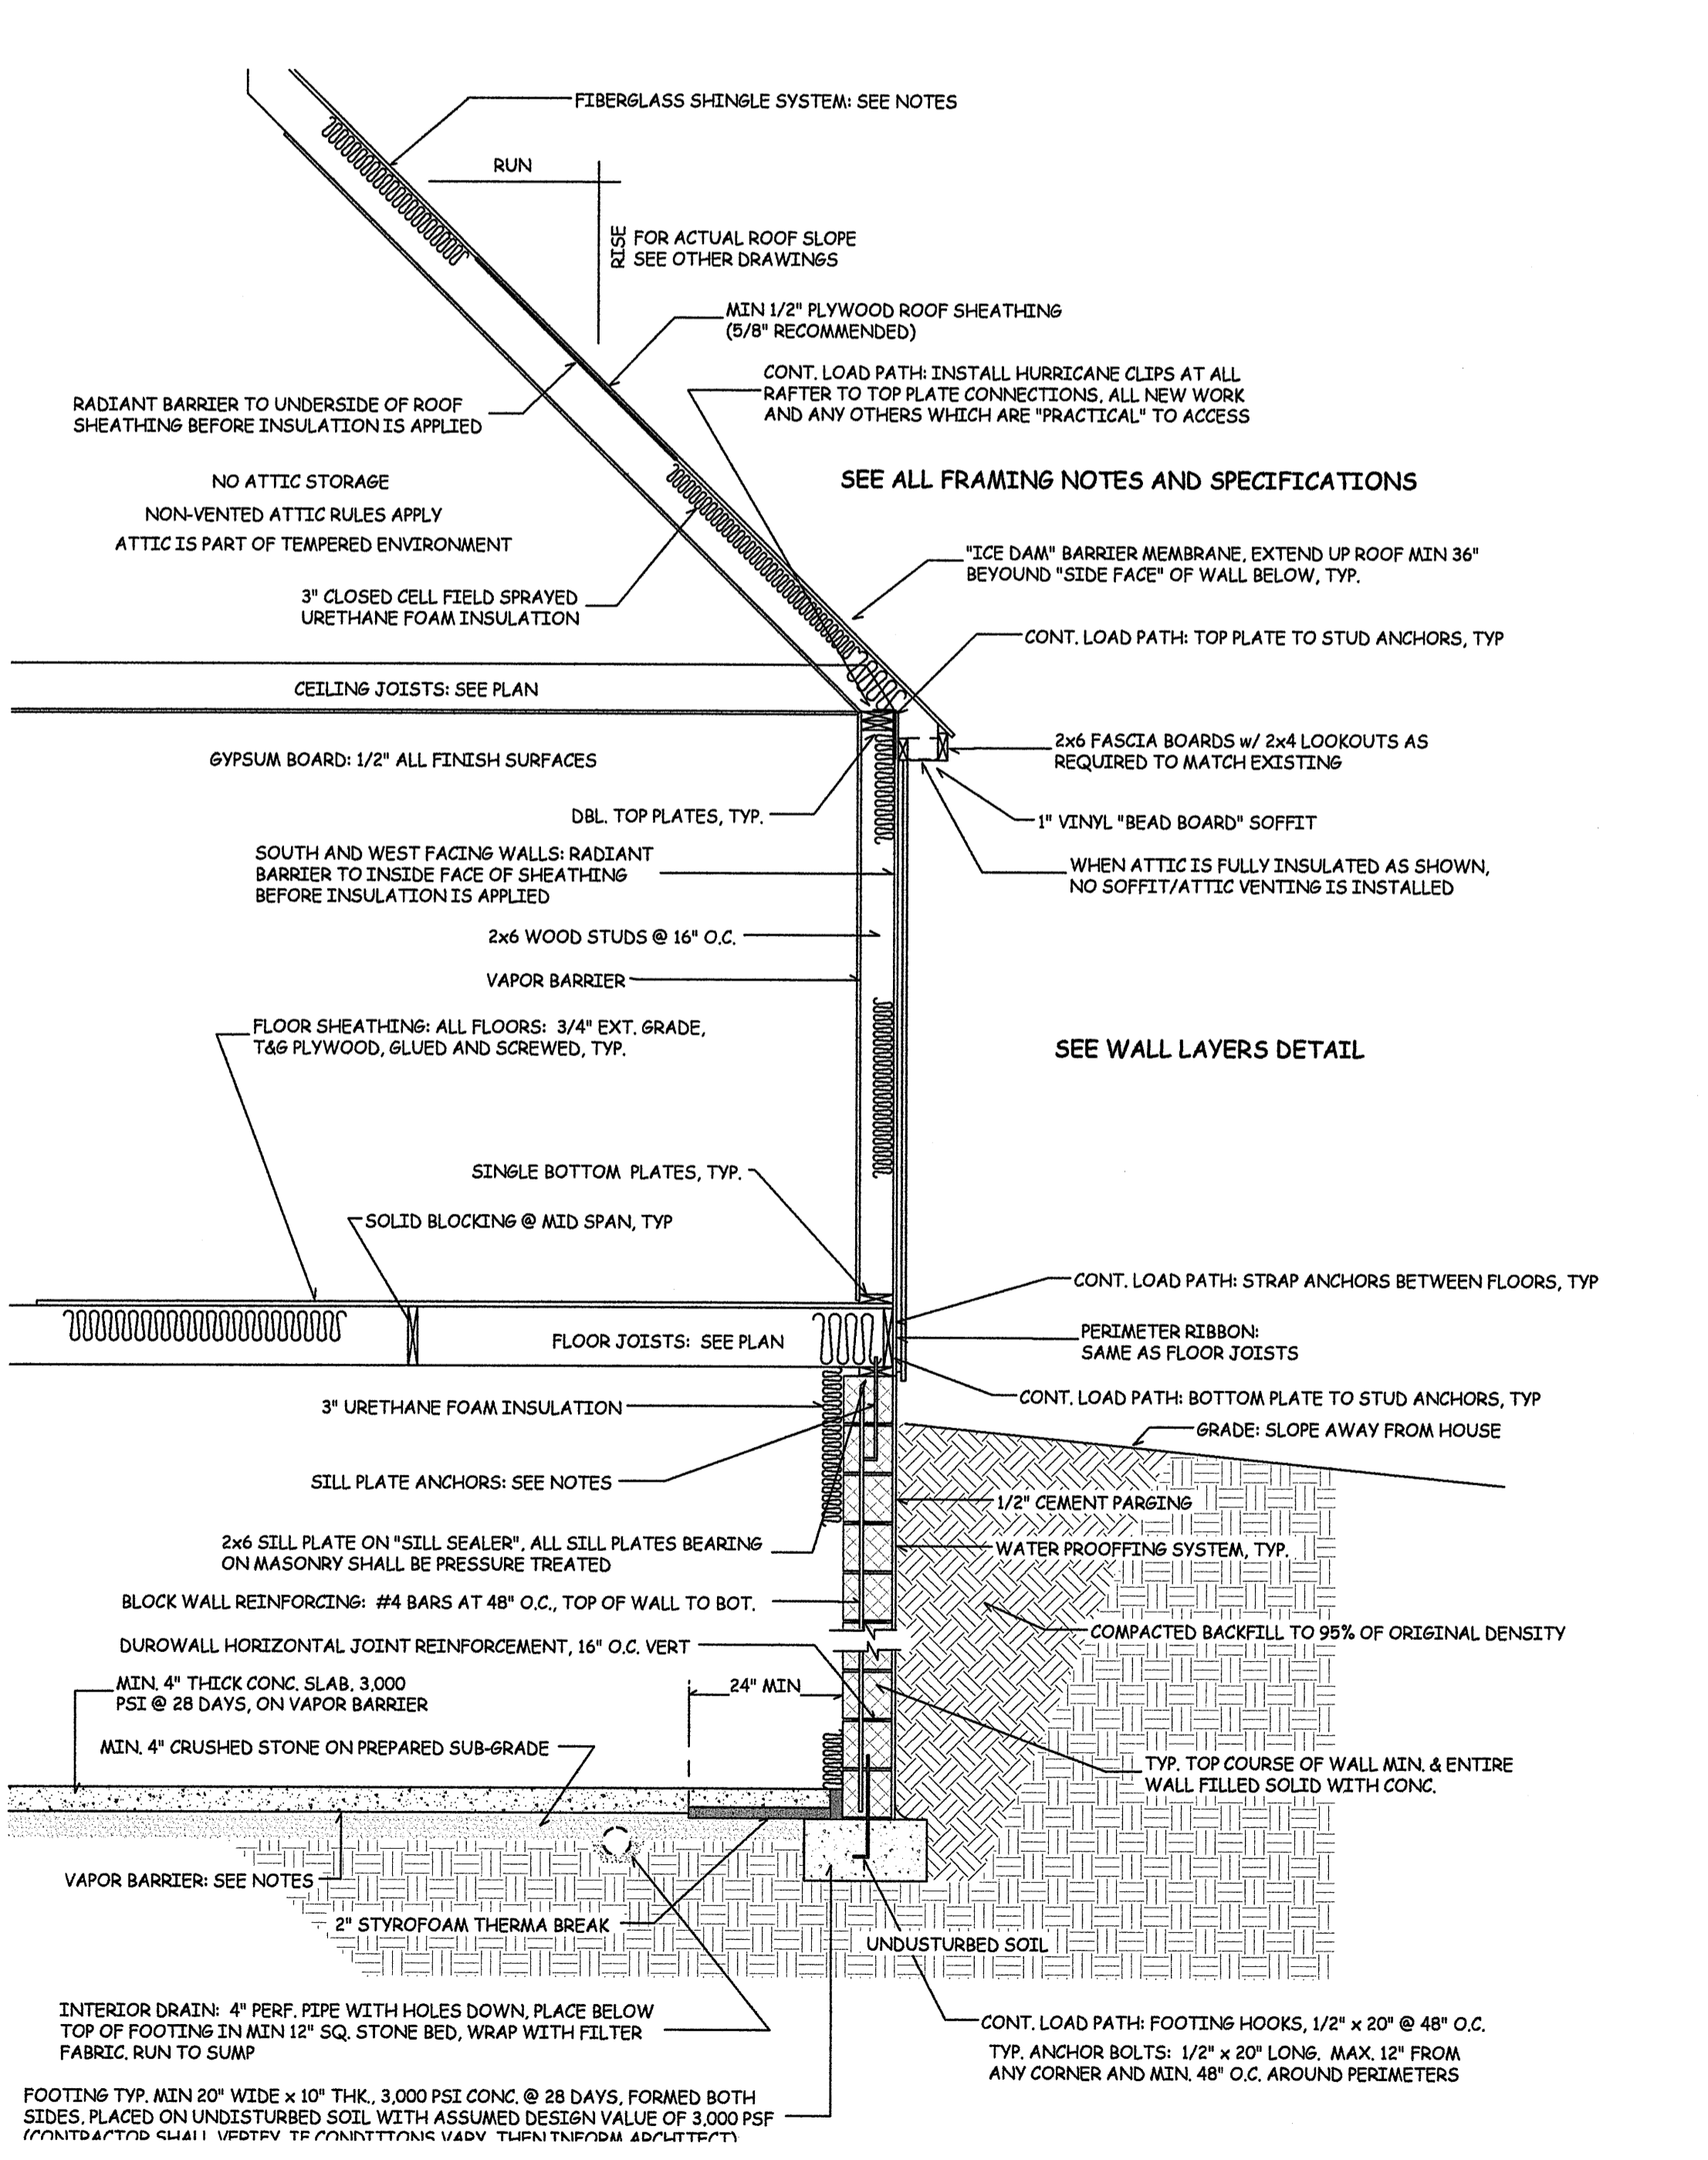 FIBERGLASS SHINGLE SYSTEM: SEE NOTES
RUN
RISE
FOR ACTUAL ROOF SLOPE
SEE OTHER DRAWINGS
MIN 1/2" PLYWOOD ROOF SHEATHING
(5/8" RECOMMENDED)
CONT. LOAD PATH: INSTALL HURRICANE CLIPS AT ALL
RAFTER TO TOP PLATE CONNECTIONS, ALL NEW WORK
AND ANY OTHERS WHICH ARE "PRACTICAL" TO ACCESS
RADIANT BARRIER TO UNDERSIDE OF ROOF
SHEATHING BEFORE INSULATION IS APPLIED
SEE ALL FRAMING NOTES AND SPECIFICATIONS
NO ATTIC STORAGE
NON-VENTED ATTIC RULES APPLY
ATTIC IS PART OF TEMPERED ENVIRONMENT
"ICE DAM" BARRIER MEMBRANE, EXTEND UP ROOF MIN 36"
BEYOUND "SIDE FACE" OF WALL BELOW, TYP.
3" CLOSED CELL FIELD SPRAYED
URETHANE FOAM INSULATION
CONT. LOAD PATH: TOP PLATE TO STUD ANCHORS, TYP
CEILING JOISTS: SEE PLAN
GYPSUM BOARD: 1/2" ALL FINISH SURFACES
2x6 FASCIA BOARDS w/ 2x4 LOOKOUTS AS
REQUIRED TO MATCH EXISTING
DBL. TOP PLATES, TYP.
1" VINYL "BEAD BOARD" SOFFIT
SOUTH AND WEST FACING WALLS: RADIANT
BARRIER TO INSIDE FACE OF SHEATHING
BEFORE INSULATION IS APPLIED
WHEN ATTIC IS FULLY INSULATED AS SHOWN,
NO SOFFIT/ATTIC VENTING IS INSTALLED
2x6 WOOD STUDS @ 16" O.C.
VAPOR BARRIER
FLOOR SHEATHING: ALL FLOORS: 3/4" EXT. GRADE,
T&G PLYWOOD, GLUED AND SCREWED, TYP.
SEE WALL LAYERS DETAIL
SINGLE BOTTOM PLATES, TYP.
SOLID BLOCKING @ MID SPAN, TYP
CONT. LOAD PATH: STRAP ANCHORS BETWEEN FLOORS, TYP
FLOOR JOISTS: SEE PLAN
PERIMETER RIBBON:
SAME AS FLOOR JOISTS
3" URETHANE FOAM INSULATION
CONT. LOAD PATH: BOTTOM PLATE TO STUD ANCHORS, TYP
GRADE: SLOPE AWAY FROM HOUSE
SILL PLATE ANCHORS: SEE NOTES
1/2" CEMENT PARGING
2x6 SILL PLATE ON "SILL SEALER", ALL SILL PLATES BEARING
ON MASONRY SHALL BE PRESSURE TREATED
WATER PROOFFING SYSTEM, TYP.
BLOCK WALL REINFORCING: #4 BARS AT 48" O.C., TOP OF WALL TO BOT.
COMPACTED BACKFILL TO 95% OF ORIGINAL DENSITY
DUROWALL HORIZONTAL JOINT REINFORCEMENT, 16" O.C. VERT
MIN. 4" THICK CONC. SLAB, 3,000
PSI @ 28 DAYS, ON VAPOR BARRIER
24" MIN
MIN. 4" CRUSHED STONE ON PREPARED SUB-GRADE
TYP. TOP COURSE OF WALL MIN. & ENTIRE
WALL FILLED SOLID WITH CONC.
VAPOR BARRIER: SEE NOTES
2" STYROFOAM THERMA BREAK
UNDUSTURBED SOIL
INTERIOR DRAIN: 4" PERF. PIPE WITH HOLES DOWN, PLACE BELOW
TOP OF FOOTING IN MIN 12" SQ. STONE BED, WRAP WITH FILTER
FABRIC. RUN TO SUMP
CONT. LOAD PATH: FOOTING HOOKS, 1/2" x 20" @ 48" O.C.
TYP. ANCHOR BOLTS: 1/2" x 20" LONG. MAX. 12" FROM
ANY CORNER AND MIN. 48" O.C. AROUND PERIMETERS
FOOTING TYP. MIN 20" WIDE x 10" THK., 3,000 PSI CONC. @ 28 DAYS, FORMED BOTH
SIDES, PLACED ON UNDISTURBED SOIL WITH ASSUMED DESIGN VALUE OF 3,000 PSF
(CONTRACTOR SHALL VERIFY, IF CONDITIONS VARY, THEN INFORM ARCHITECT)